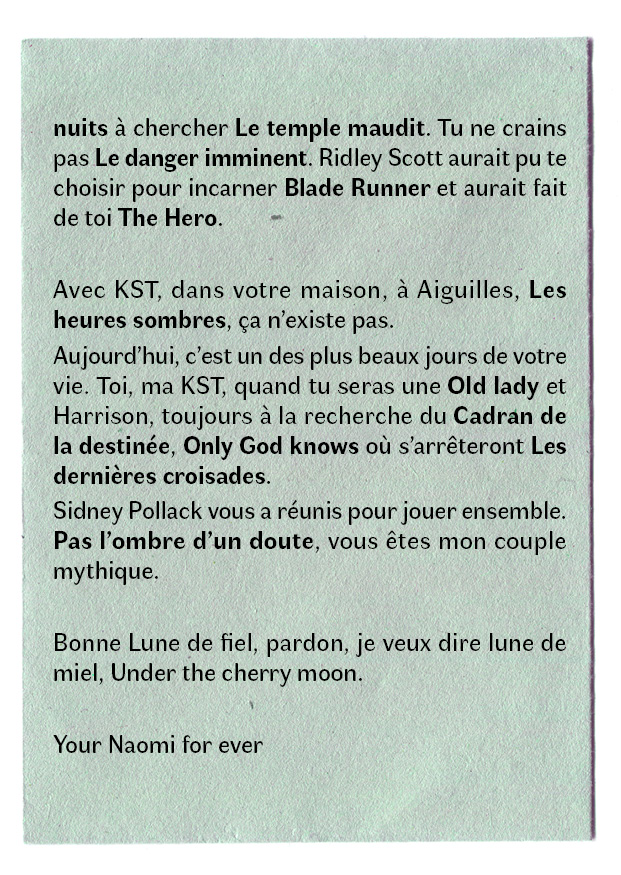 nuits à chercher Le temple maudit. Tu ne crains
pas Le danger imminent. Ridley Scott aurait pu te
choisir pour incarner Blade Runner et aurait fait
de toi The Hero.
Avec KST, dans votre maison, à Aiguilles, Les
heures sombres, ça n'existe pas.
Aujourd'hui, c'est un des plus beaux jours de votre
vie. Toi, ma KST, quand tu seras une Old lady et
Harrison, toujours à la recherche du Cadran de
la destinée, Only God knows où s'arrêteront Les
dernières croisades.
Sidney Pollack vous a réunis pour jouer ensemble.
Pas l'ombre d'un doute, vous êtes mon couple
mythique.
Bonne Lune de fiel, pardon, je veux dire lune de
miel, Under the cherry moon.
Your Naomi for ever